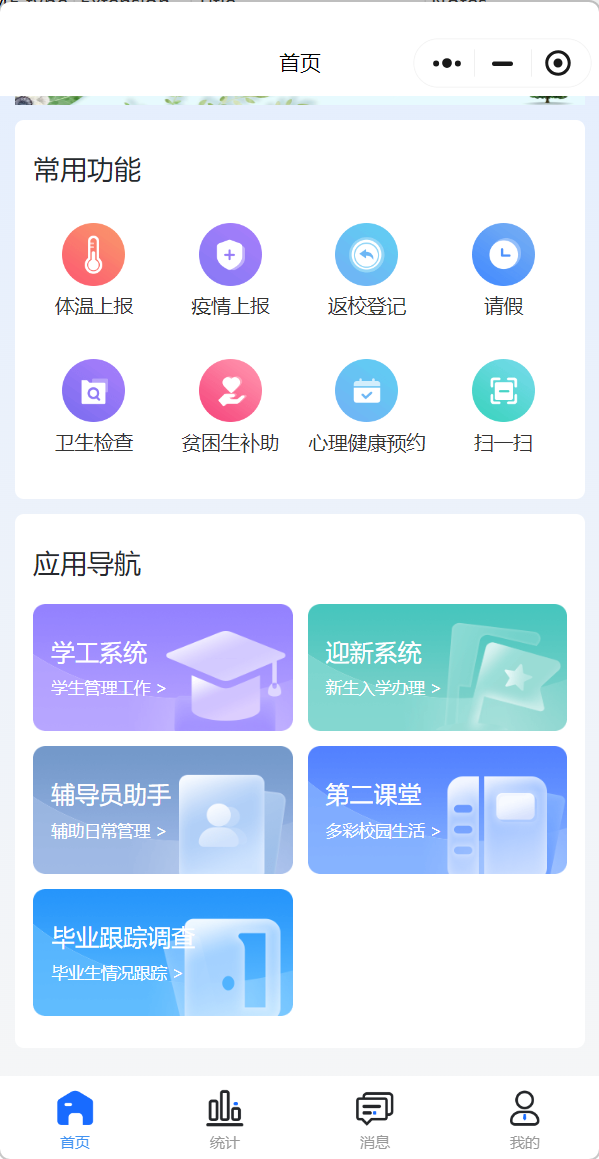 首页
常用功能
体温上报
疫情上报
返校登记
请假
卫生检查
贫困生补助
心理健康预约
扫一扫
应用导航
学工系统
学生管理工作 >
迎新系统
新生入学办理 >
辅导员助手
辅助日常管理 >
第二课堂
多彩校园生活 >
毕业跟踪调查
毕业生情况跟踪 >
首页
统计
消息
我的